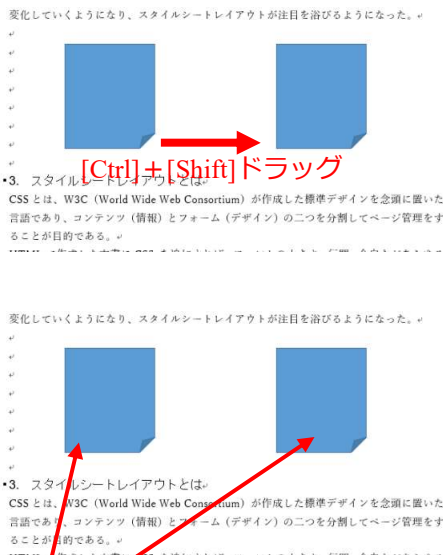 変化していくようになり、スタイルシートレイアウトが注目を浴びるようになった。
[Ctrl]+[Shift]ドラッグ
3. スタイルシートレイアウトとは
CSS とは、W3C（World Wide Web Consortium）が作成した標準デザインを念頭に置いた
言語であり、コンテンツ（情報）とフォーム（デザイン）の二つを分割してページ管理をす
ることが目的である。
変化していくようになり、スタイルシートレイアウトが注目を浴びるようになった。
3. スタイルシートレイアウトとは
CSS とは、W3C（World Wide Web Consortium）が作成した標準デザインを念頭に置いた
言語であり、コンテンツ（情報）とフォーム（デザイン）の二つを分割してページ管理をす
ることが目的である。